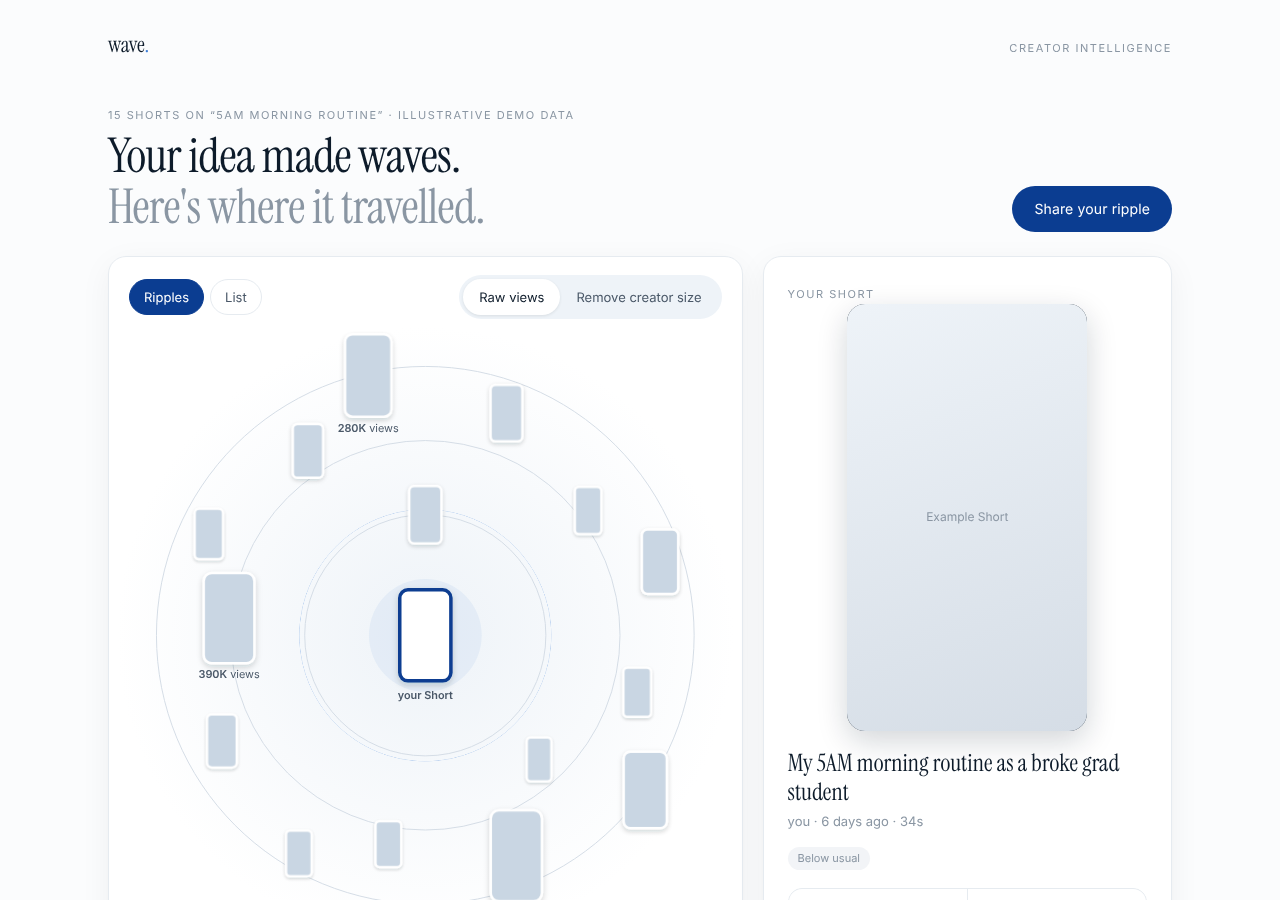 wave.
CREATOR INTELLIGENCE
15 SHORTS ON “5AM MORNING ROUTINE” · ILLUSTRATIVE DEMO DATA
Your idea made waves.
Here's where it travelled.
Share your ripple
Ripples
List
Raw views
Remove creator size
280K views
390K views
your Short
YOUR SHORT
Example Short
My 5AM morning routine as a broke grad
student
you · 6 days ago · 34s
Below usual